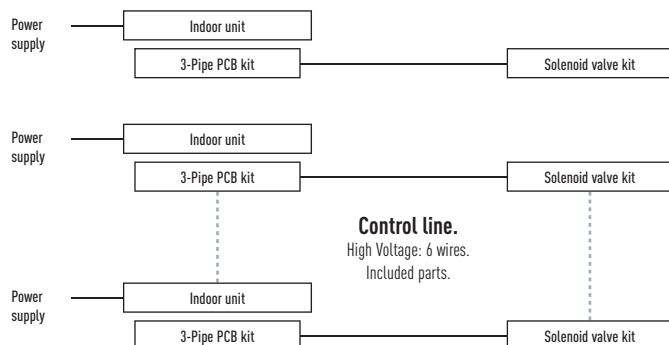 Power
supply
Indoor unit
3-Pipe PCB kit
Solenoid valve kit
Power
supply
Indoor unit
3-Pipe PCB kit
Solenoid valve kit
Control line.
High Voltage: 6 wires.
Included parts.
Power
supply
Indoor unit
3-Pipe PCB kit
Solenoid valve kit